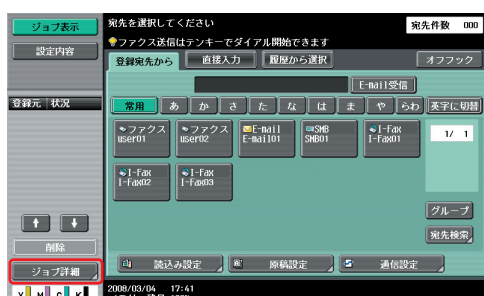 ジョブ表示
宛先を選択してください
宛先件数 000
ファクス送信はテンキーでダイアル開始できます
設定内容
登録宛先から
直接入力
履歴から選択
オフフック
E-mail受信
登録元 状況
常用 あ か さ た な は ま や らわ 英字に切替
ファクス
user01
ファクス
user02
E-mail
E-mail01
SMB
SMB01
I-Fax
I-Fax01
1/ 1
I-Fax
I-Fax02
I-Fax03
I-Fax
グループ
宛先検索
削除
ジョブ詳細
読込み設定
原稿設定
通信設定
2008/03/04 17:41
Y M C K